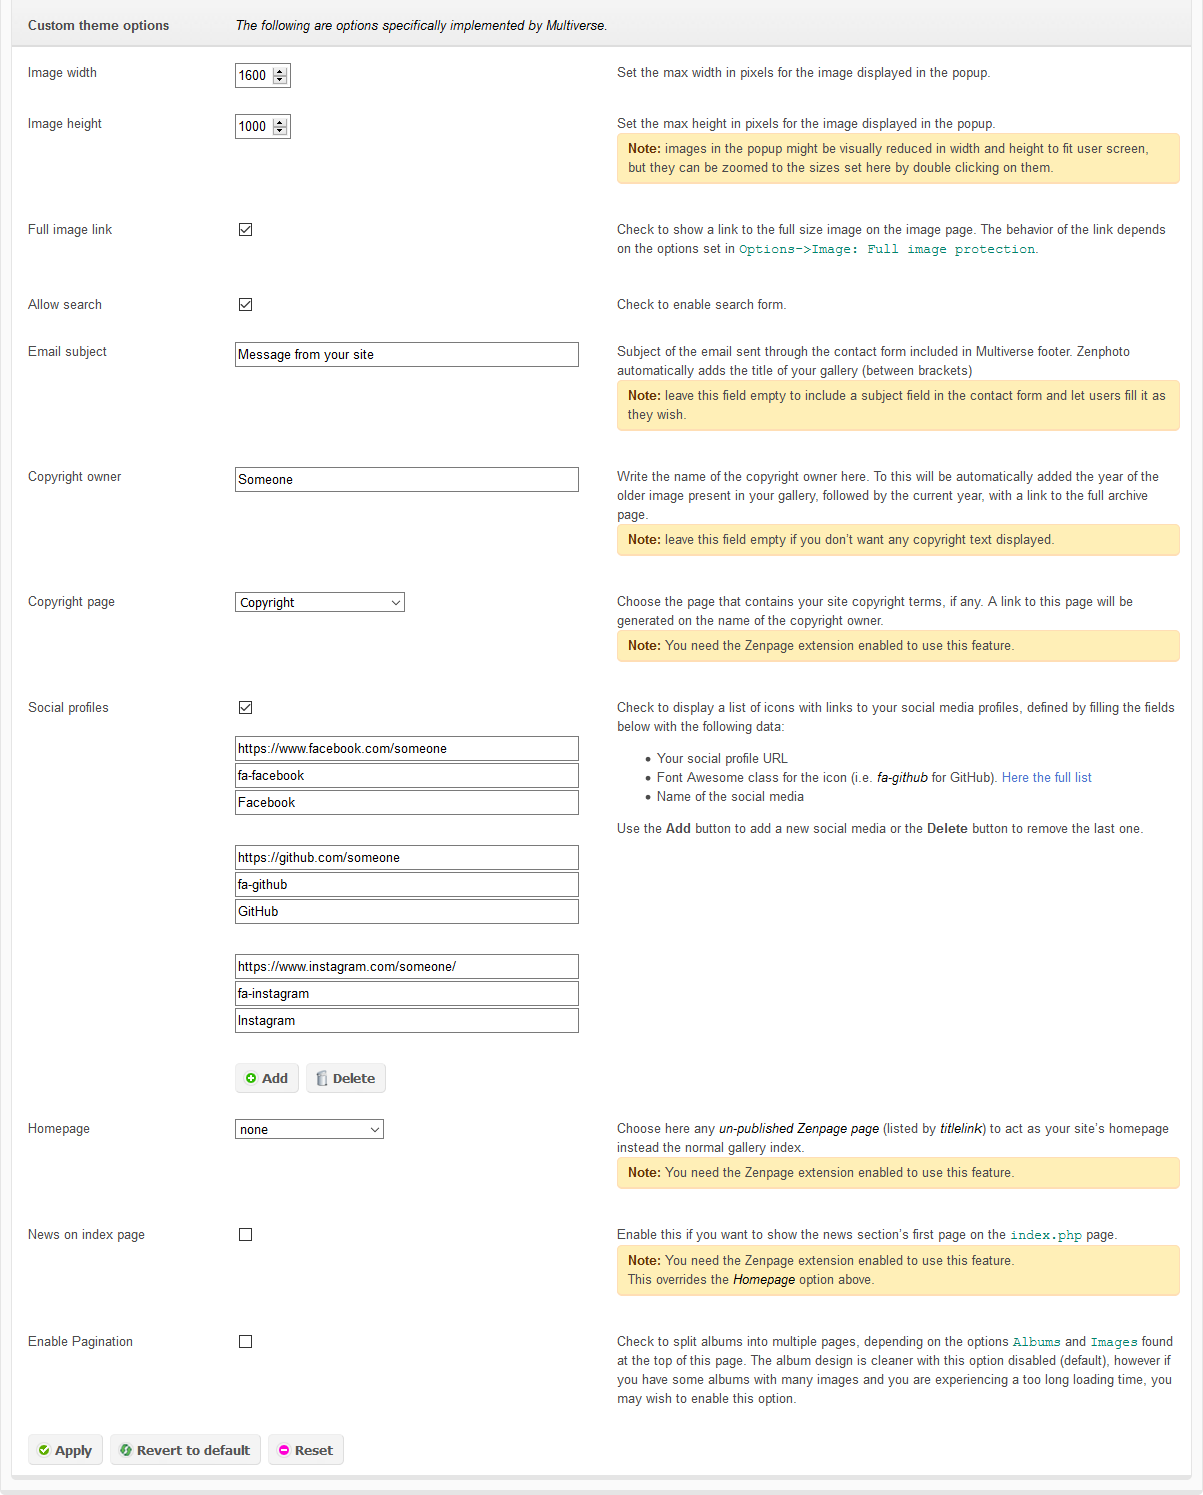 Custom theme options The following are options specifically implemented by Multiverse.
Image width 1600 Set the max width in pixels for the image displayed in the popup.
Image height 1000 Set the max height in pixels for the image displayed in the popup.
Note: images in the popup might be visually reduced in width and height to fit user screen,
but they can be zoomed to the sizes set here by double clicking on them.
Full image link Check to show a link to the full size image on the image page. The behavior of the link depends
on the options set in Options->Image: Full image protection.
Allow search Check to enable search form.
Email subject Message from your site Subject of the email sent through the contact form included in Multiverse footer. Zenphoto
automatically adds the title of your gallery (between brackets)
Note: leave this field empty to include a subject field in the contact form and let users fill it as
they wish.
Copyright owner Someone Write the name of the copyright owner here. To this will be automatically added the year of the
older image present in your gallery, followed by the current year, with a link to the full archive
page.
Note: leave this field empty if you don't want any copyright text displayed.
Copyright page Copyright Choose the page that contains your site copyright terms, if any. A link to this page will be
generated on the name of the copyright owner.
Note: You need the Zenpage extension enabled to use this feature.
Social profiles Check to display a list of icons with links to your social media profiles, defined by filling the fields
below with the following data:
https://www.facebook.com/someone
fa-facebook
Facebook
https://github.com/someone
fa-github
GitHub
https://www.instagram.com/someone/
fa-instagram
Instagram
• Your social profile URL
• Font Awesome class for the icon (i.e. fa-github for GitHub). Here the full list
• Name of the social media
Use the Add button to add a new social media or the Delete button to remove the last one.
Add Delete
Homepage none Choose here any un-published Zenpage page (listed by titlelink) to act as your site's homepage
instead the normal gallery index.
Note: You need the Zenpage extension enabled to use this feature.
News on index page Enable this if you want to show the news section's first page on the index.php page.
Note: You need the Zenpage extension enabled to use this feature.
This overrides the Homepage option above.
Enable Pagination Check to split albums into multiple pages, depending on the options Albums and Images found
at the top of this page. The album design is cleaner with this option disabled (default), however if
you have some albums with many images and you are experiencing a too long loading time, you
may wish to enable this option.
Apply Revert to default Reset